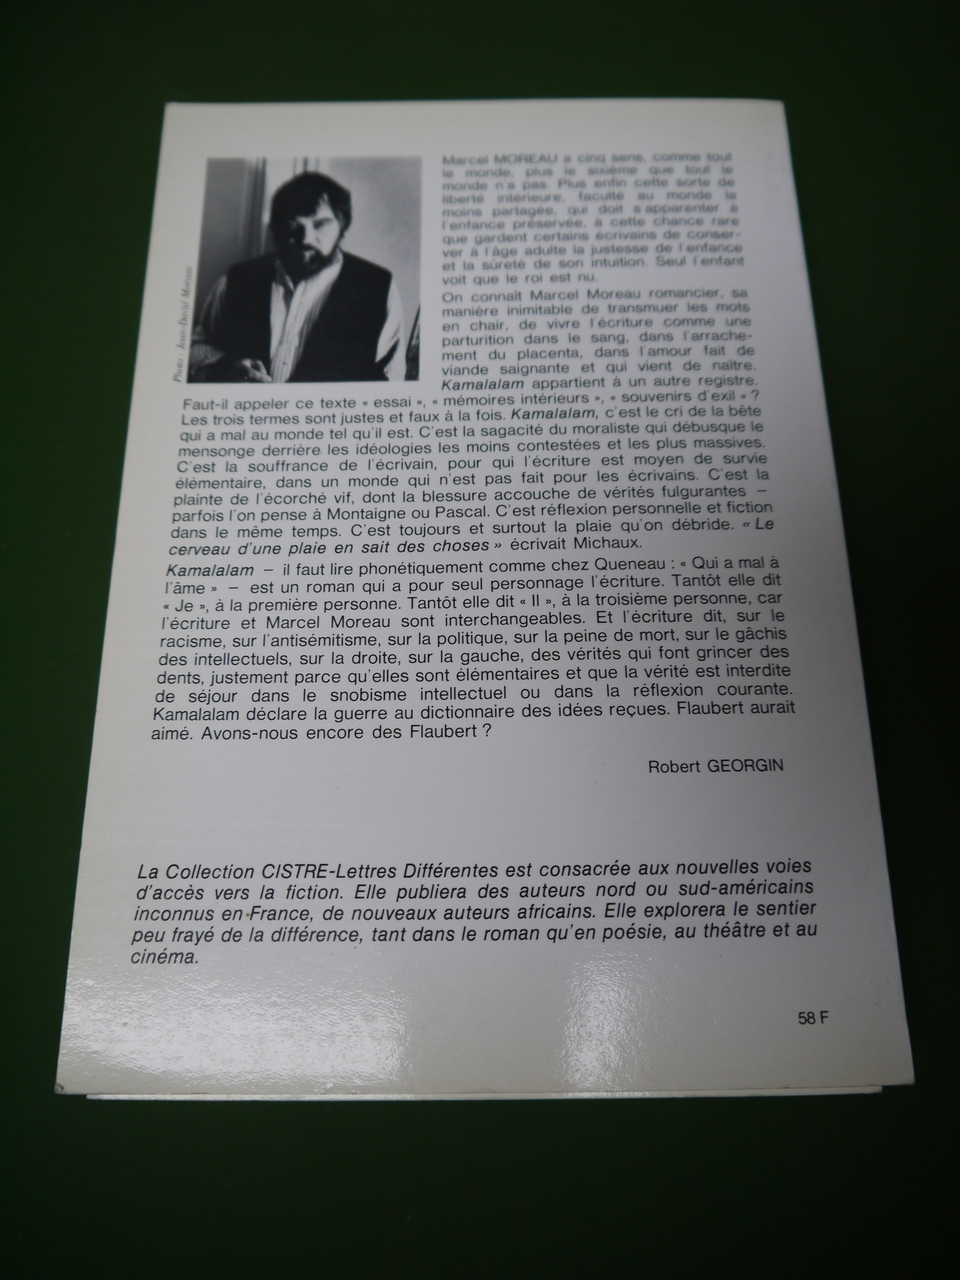 Marcel MOREAU a cinq sens, comme tout
le monde, plus le sixième que tout le
monde n'a pas. Plus enfin cette sorte de
liberté intérieure, faculté au monde la
moins partagée, qui doit s'apparenter à
l'enfance préservée, à cette chance rare
que gardent certains écrivains de conser-
ver à l'âge adulte la justesse de l'enfance
et la sûreté de son intuition. Seul l'enfant
voit que le roi est nu.
Photo Jean-David Moreau
On connaît Marcel Moreau romancier, sa
manière inimitable de transmuer les mots
en chair, de vivre l'écriture comme une
parturition dans le sang, dans l'arrache-
ment du placenta, dans l'amour fait de
viande saignante et qui vient de naître.
Kamalalam appartient à un autre registre.
Faut-il appeler ce texte « essai », « mémoires intérieurs », « souvenirs d'exil » ?
Les trois termes sont justes et faux à la fois. Kamalalam, c'est le cri de la bête
qui a mal au monde tel qu'il est. C'est la sagacité du moraliste qui débusque le
mensonge derrière les idéologies les moins contestées et les plus massives.
C'est la souffrance de l'écrivain, pour qui l'écriture est moyen de survie
élémentaire, dans un monde qui n'est pas fait pour les écrivains. C'est la
plainte de l'écorché vif, dont la blessure accouche de vérités fulgurantes –
parfois l'on pense à Montaigne ou Pascal. C'est réflexion personnelle et fiction
dans le même temps. C'est toujours et surtout la plaie qu'on débride. « Le
cerveau d'une plaie en sait des choses » écrivait Michaux.
Kamalalam – il faut lire phonétiquement comme chez Queneau : « Qui a mal à
l'âme » – est un roman qui a pour seul personnage l'écriture. Tantôt elle dit
« Je », à la première personne. Tantôt elle dit « Il », à la troisième personne, car
l'écriture et Marcel Moreau sont interchangeables. Et l'écriture dit, sur le
racisme, sur l'antisémitisme, sur la politique, sur la peine de mort, sur le gâchis
des intellectuels, sur la droite, sur la gauche, des vérités qui font grincer des
dents, justement parce qu'elles sont élémentaires et que la vérité est interdite
de séjour dans le snobisme intellectuel ou dans la réflexion courante.
Kamalalam déclare la guerre au dictionnaire des idées reçues. Flaubert aurait
aimé. Avons-nous encore des Flaubert ?
Robert GEORGIN
La Collection CISTRE-Lettres Différentes est consacrée aux nouvelles voies
d'accès vers la fiction. Elle publiera des auteurs nord ou sud-américains
inconnus en France, de nouveaux auteurs africains. Elle explorera le sentier
peu frayé de la différence, tant dans le roman qu'en poésie, au théâtre et au
cinéma.
58 F